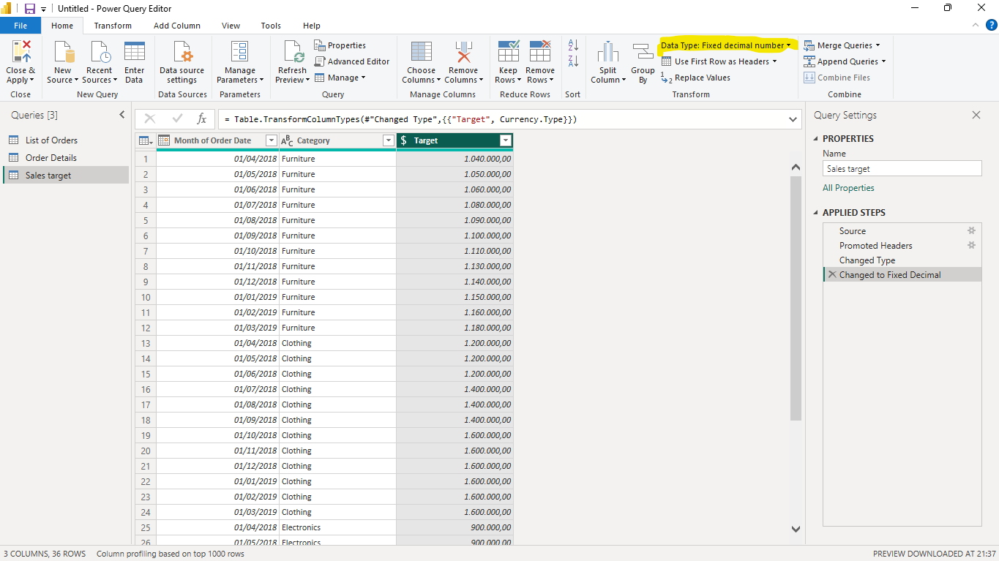 Untitled - Power Query Editor
File Home Transform Add Column View Tools Help
Close & Apply
Close
New Source
Recent Sources
Enter Data
New Query
Data source settings
Data Sources
Manage Parameters
Parameters
Refresh Preview
Properties
Advanced Editor
Manage
Query
Choose Columns
Remove Columns
Manage Columns
Keep Rows
Remove Rows
Reduce Rows
Sort
Split Column
Group By
Data Type: Fixed decimal number
Use First Row as Headers
Replace Values
Transform
Merge Queries
Append Queries
Combine Files
Combine
Queries [3]
List of Orders
Order Details
Sales target
= Table.TransformColumnTypes(#"Changed Type",{{"Target", Currency.Type}})
Month of Order Date ABC Category $ Target
1 01/04/2018 Furniture 1.040.000,00
2 01/05/2018 Furniture 1.050.000,00
3 01/06/2018 Furniture 1.060.000,00
4 01/07/2018 Furniture 1.080.000,00
5 01/08/2018 Furniture 1.090.000,00
6 01/09/2018 Furniture 1.100.000,00
7 01/10/2018 Furniture 1.110.000,00
8 01/11/2018 Furniture 1.130.000,00
9 01/12/2018 Furniture 1.140.000,00
10 01/01/2019 Furniture 1.150.000,00
11 01/02/2019 Furniture 1.160.000,00
12 01/03/2019 Furniture 1.180.000,00
13 01/04/2018 Clothing 1.200.000,00
14 01/05/2018 Clothing 1.200.000,00
15 01/06/2018 Clothing 1.200.000,00
16 01/07/2018 Clothing 1.400.000,00
17 01/08/2018 Clothing 1.400.000,00
18 01/09/2018 Clothing 1.400.000,00
19 01/10/2018 Clothing 1.600.000,00
20 01/11/2018 Clothing 1.600.000,00
21 01/12/2018 Clothing 1.600.000,00
22 01/01/2019 Clothing 1.600.000,00
23 01/02/2019 Clothing 1.600.000,00
24 01/03/2019 Clothing 1.600.000,00
25 01/04/2018 Electronics 900.000,00
26 01/05/2018 Electronics 900.000,00
Query Settings
PROPERTIES
Name
Sales target
All Properties
APPLIED STEPS
Source
Promoted Headers
Changed Type
Changed to Fixed Decimal
3 COLUMNS, 36 ROWS Column profiling based on top 1000 rows PREVIEW DOWNLOADED AT 21:37